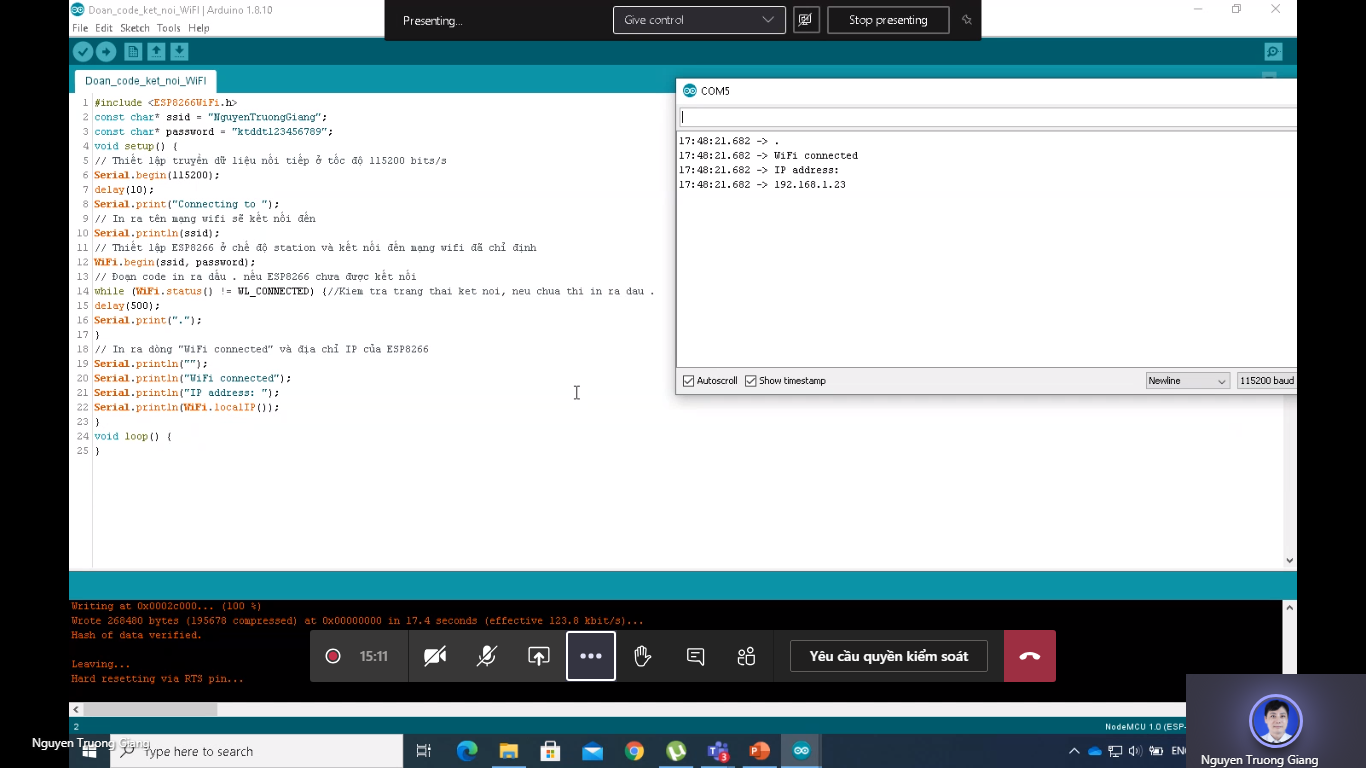 Doan_code_ket_noi_WiFI | Arduino 1.8.10
File Edit Sketch Tools Help
Presenting...
Give control
Stop presenting
Doan_code_ket_noi_WiFI
1 #include <ESP8266WiFi.h>
2 const char* ssid = "NguyenTruongGiang";
3 const char* password = "ktddt123456789";
4 void setup() {
5 // Thiết lập truyền dữ liệu nối tiếp ở tốc độ 115200 bits/s
6 Serial.begin(115200);
7 delay(10);
8 Serial.print("Connecting to ");
9 // In ra tên mạng wifi sẽ kết nối đến
10 Serial.println(ssid);
11 // Thiết lập ESP8266 ở chế độ station và kết nối đến mạng wifi đã chỉ định
12 WiFi.begin(ssid, password);
13 // Đoạn code in ra dấu . nếu ESP8266 chưa được kết nối
14 while (WiFi.status() != WL_CONNECTED) {//Kiem tra trang thai ket noi, neu chua thi in ra dau .
15 delay(500);
16 Serial.print(".");
17 }
18 // In ra dòng "WiFi connected" và địa chỉ IP của ESP8266
19 Serial.println("");
20 Serial.println("WiFi connected");
21 Serial.println("IP address: ");
22 Serial.println(WiFi.localIP());
23 }
24 void loop() {
25 }
COM5
17:48:21.682 -> .
17:48:21.682 -> WiFi connected
17:48:21.682 -> IP address:
17:48:21.682 -> 192.168.1.23
Autoscroll Show timestamp
Newline
115200 baud
Writing at 0x0002c000... (100 %)
Wrote 268480 bytes (195678 compressed) at 0x00000000 in 17.4 seconds (effective 123.8 kbit/s)...
Hash of data verified.
Leaving...
Hard resetting via RTS pin...
15:11
Yêu cầu quyền kiểm soát
2
NodeMCU 1.0 (ESP-
Nguyen Truong Giang
Type here to search
Nguyen Truong Giang